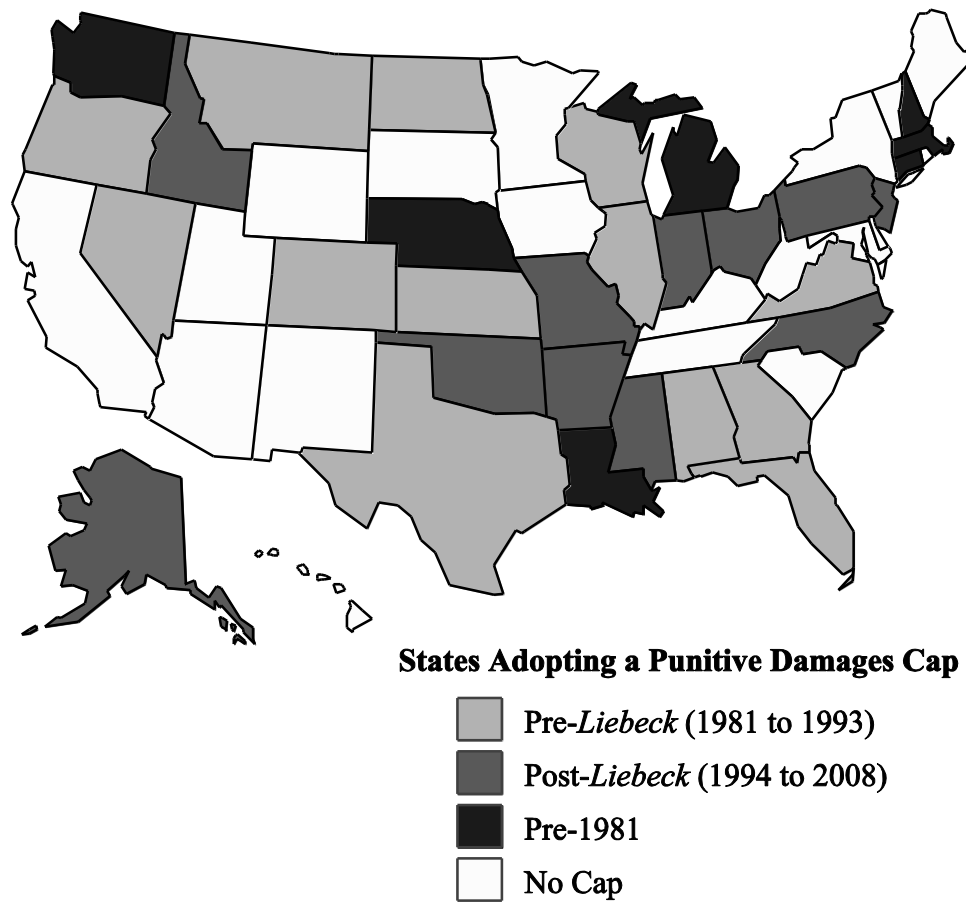 States Adopting a Punitive Damages Cap
Pre-Liebeck (1981 to 1993)
Post-Liebeck (1994 to 2008)
Pre-1981
No Cap